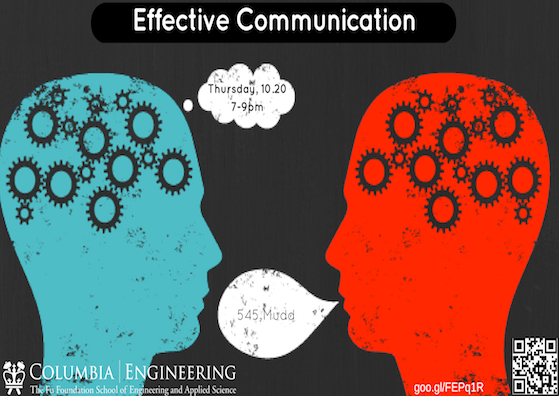 Effective Communication
Thursday, 10.20
7-9pm
545,Mudd
COLUMBIA | ENGINEERING
The Fu Foundation School of Engineering and Applied Science
goo.gl/FEPq1R